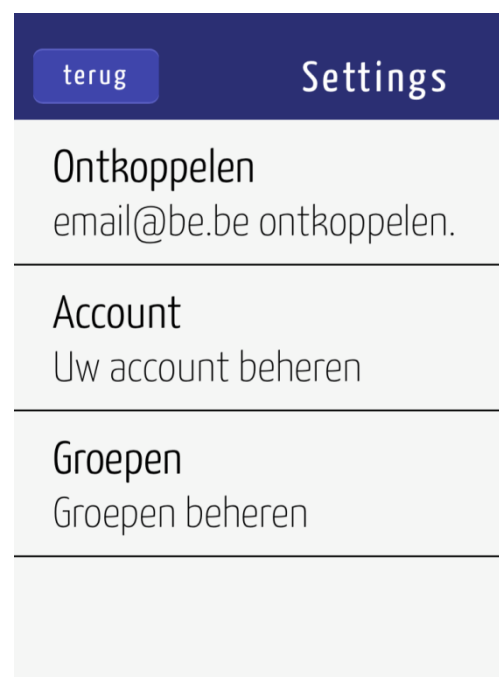 terug
Settings
Ontkoppelen
email@be.be ontkoppelen.
Account
Uw account beheren
Groepen
Groepen beheren